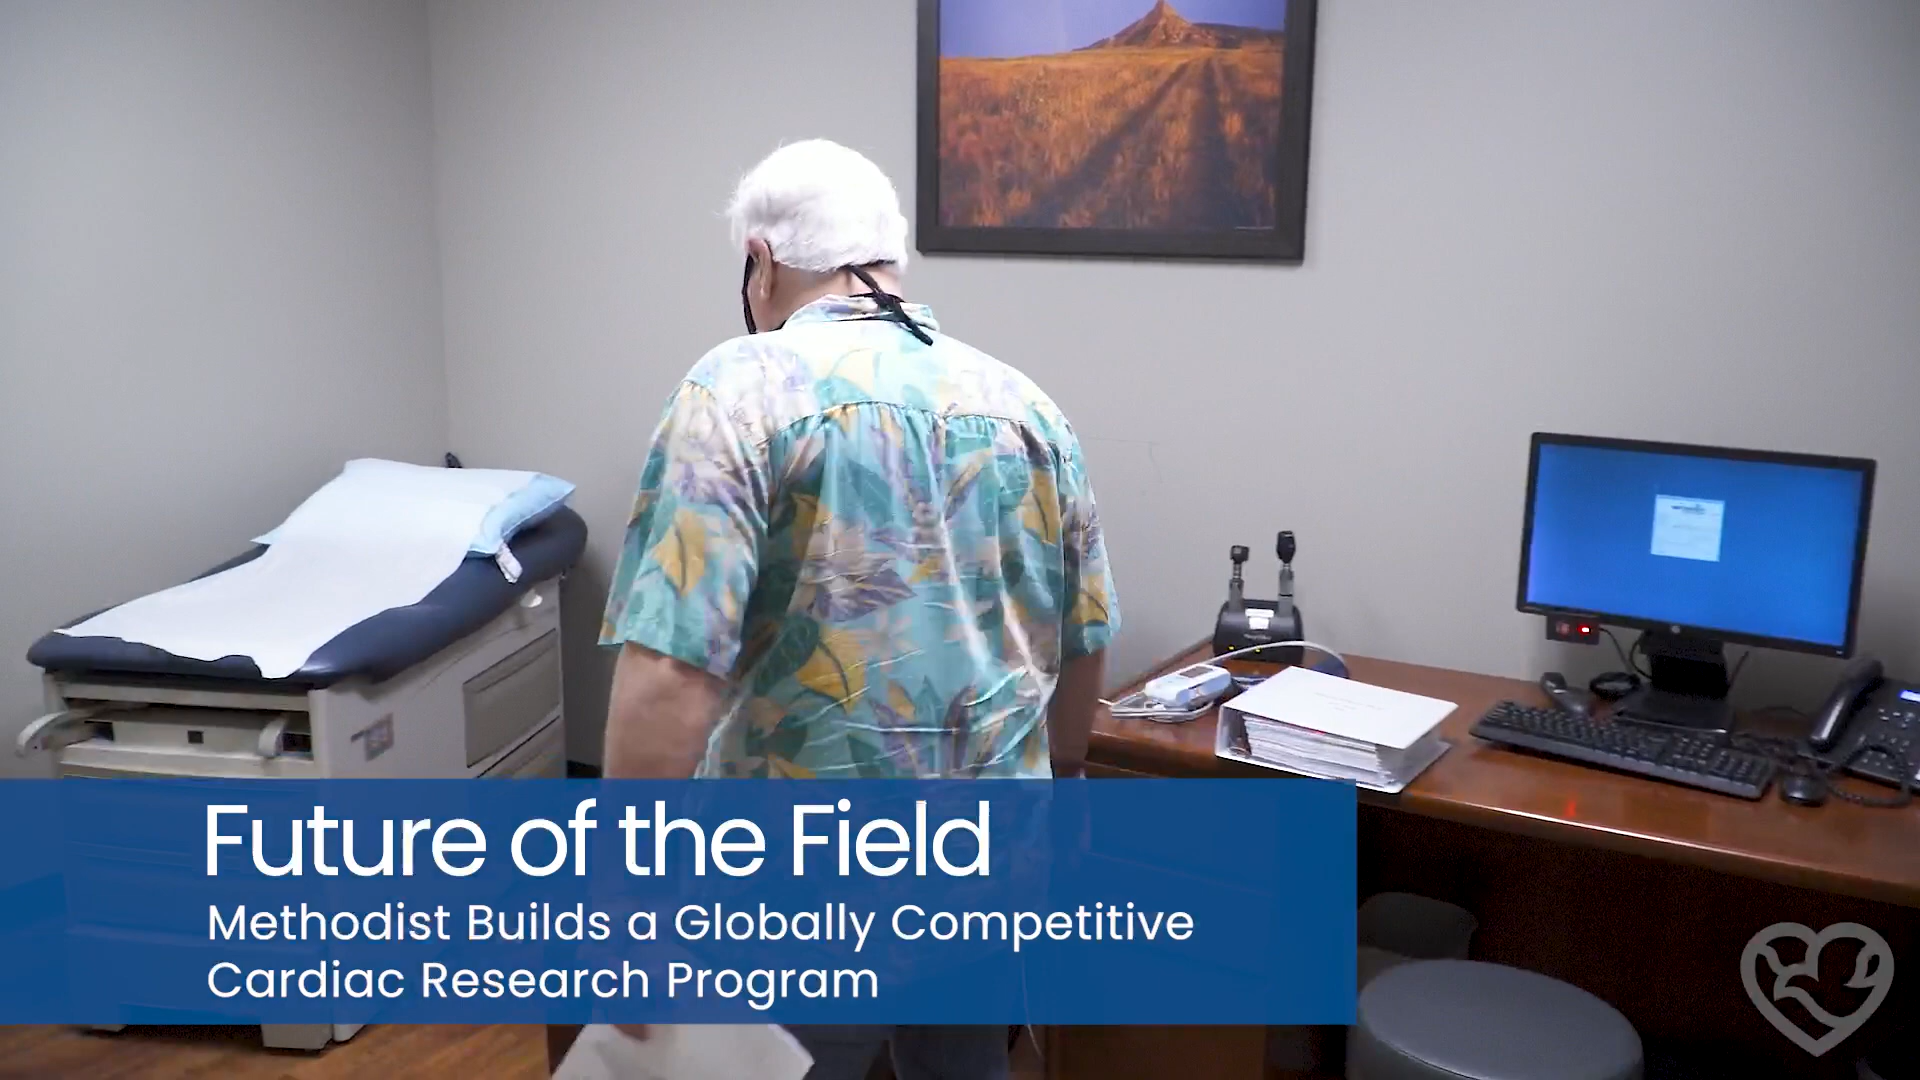 Future of the Field
Methodist Builds a Globally Competitive
Cardiac Research Program